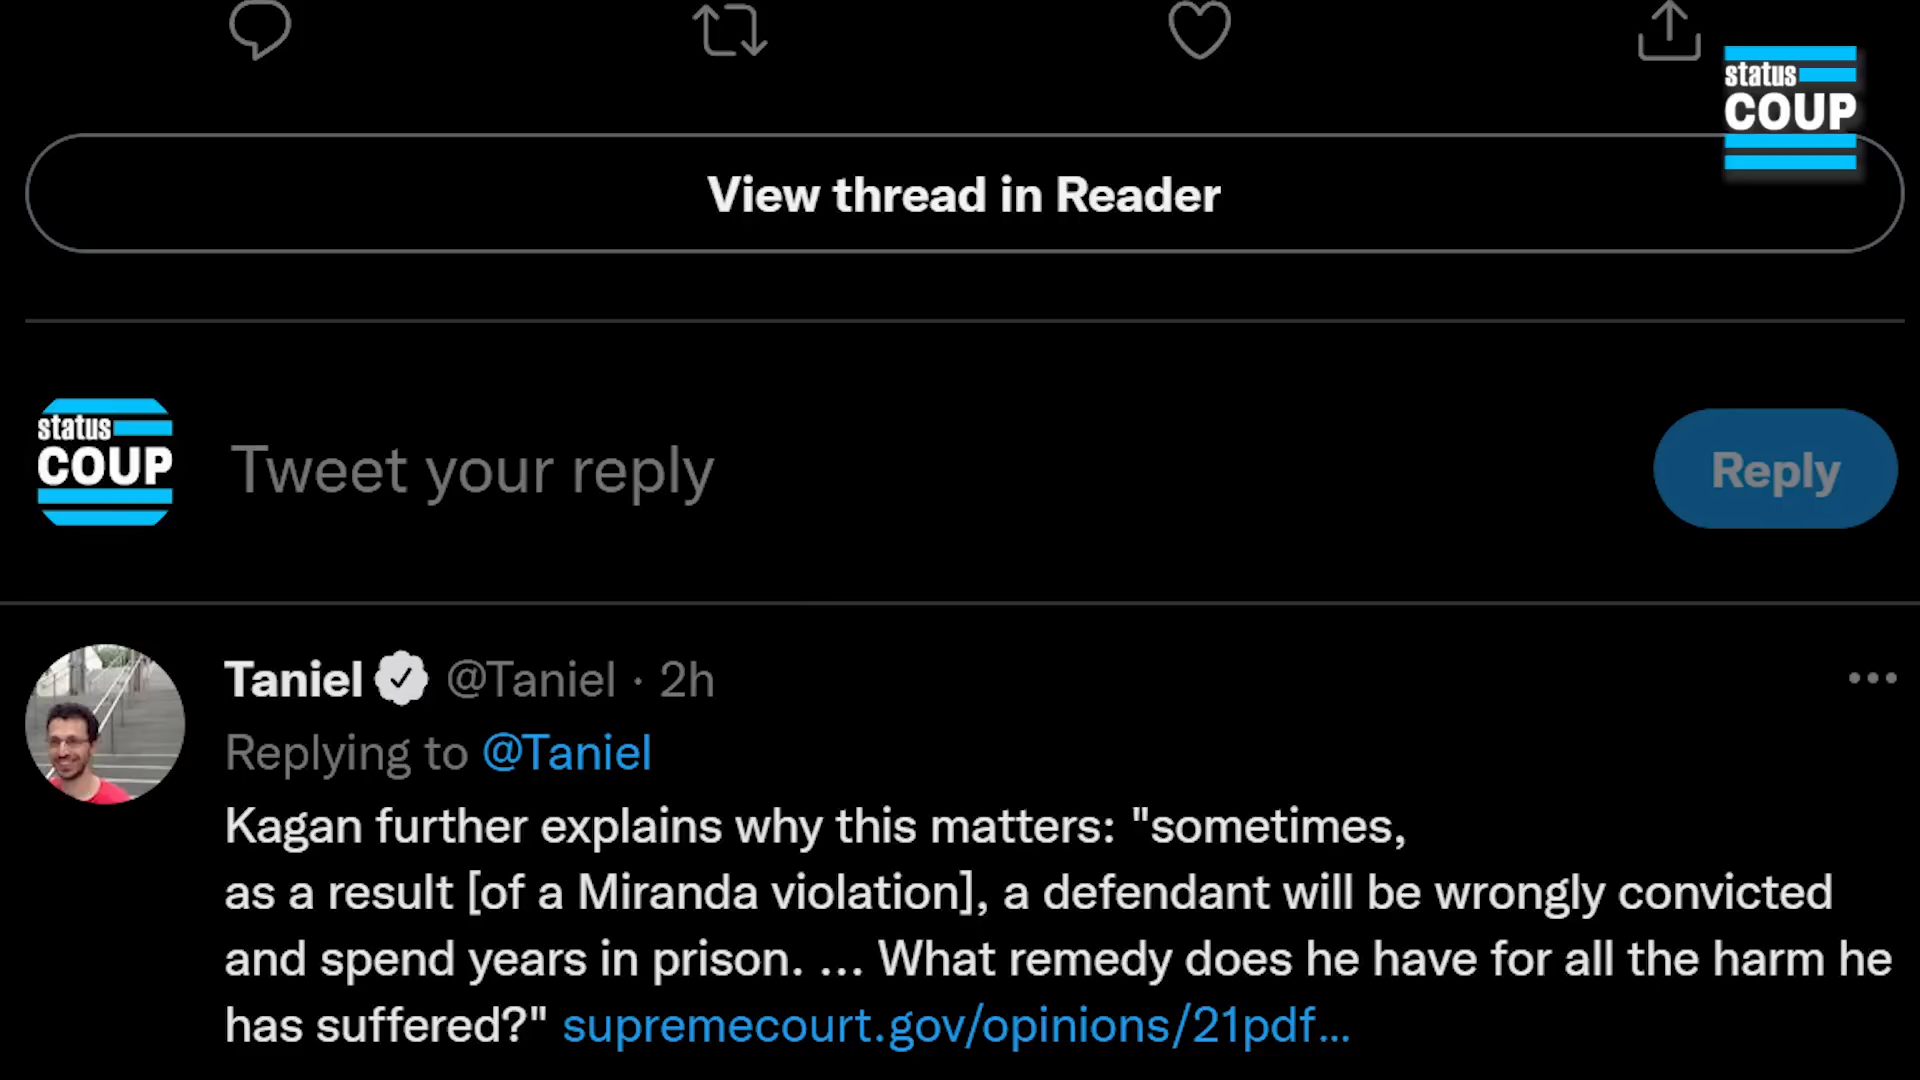 status
COUP
View thread in Reader
status
COUP
Tweet your reply
Reply
Taniel @Taniel · 2h
Replying to @Taniel
Kagan further explains why this matters: "sometimes,
as a result [of a Miranda violation], a defendant will be wrongly convicted
and spend years in prison. ... What remedy does he have for all the harm he
has suffered?" supremecourt.gov/opinions/21pdf...